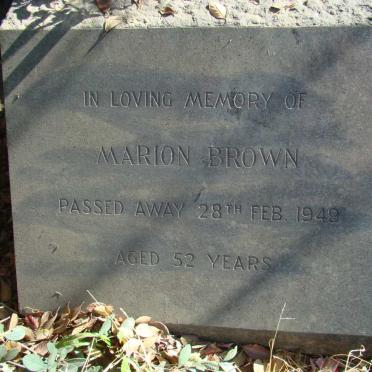 IN LOVING MEMORY OF
MARION BROWN
PASSED AWAY 28TH FEB. 1949
AGED 52 YEARS